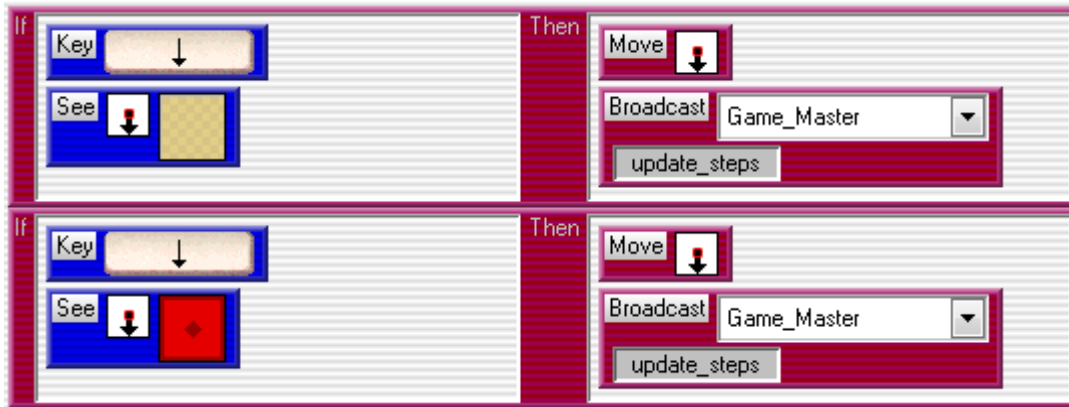 If Then
Key Move
See Broadcast Game_Master
update_steps
If Then
Key Move
See Broadcast Game_Master
update_steps